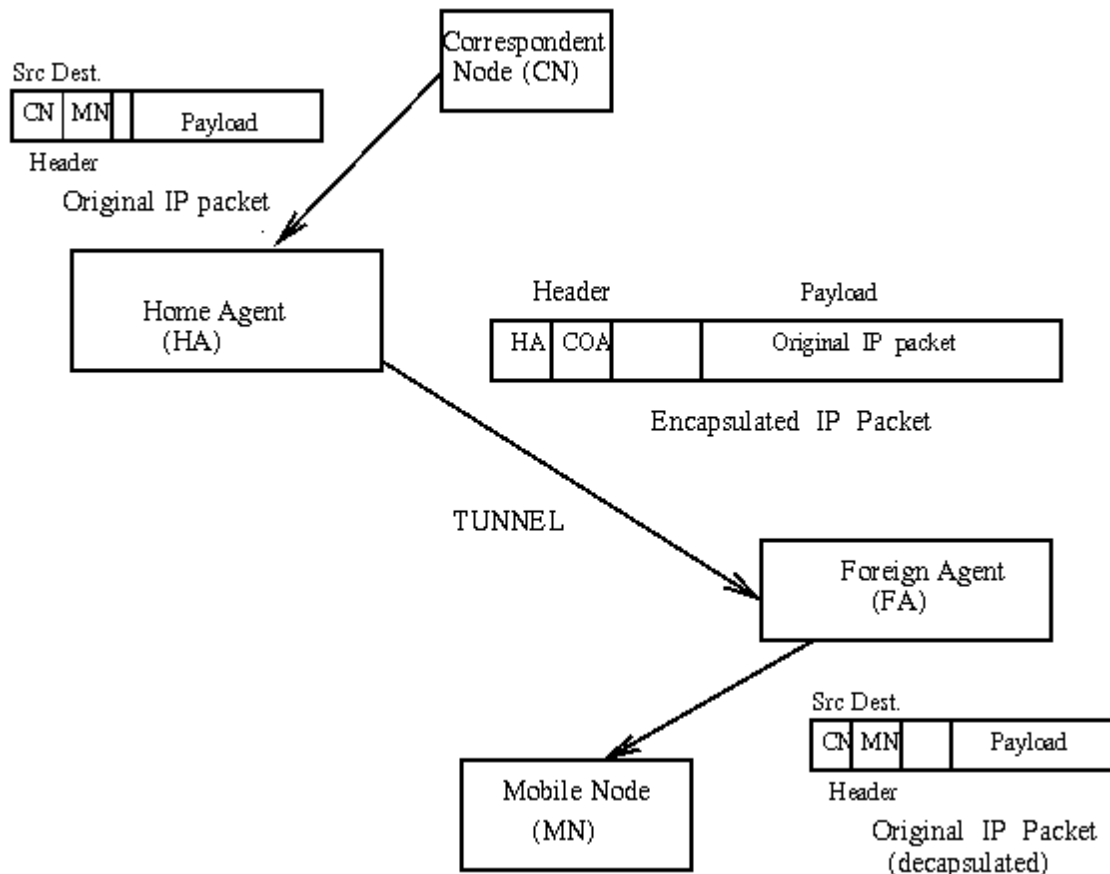 Correspondent
Node (CN)
Src Dest.
CN MN Payload
Header
Original IP packet
Home Agent
(HA)
Header Payload
HA COA Original IP packet
Encapsulated IP Packet
TUNNEL
Foreign Agent
(FA)
Src Dest.
CN MN Payload
Header
Original IP Packet
(decapsulated)
Mobile Node
(MN)